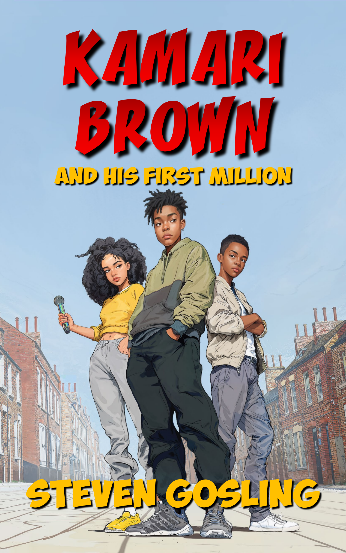 KAMARI
BROWN
AND HIS FIRST MILLION
STEVEN GOSLING